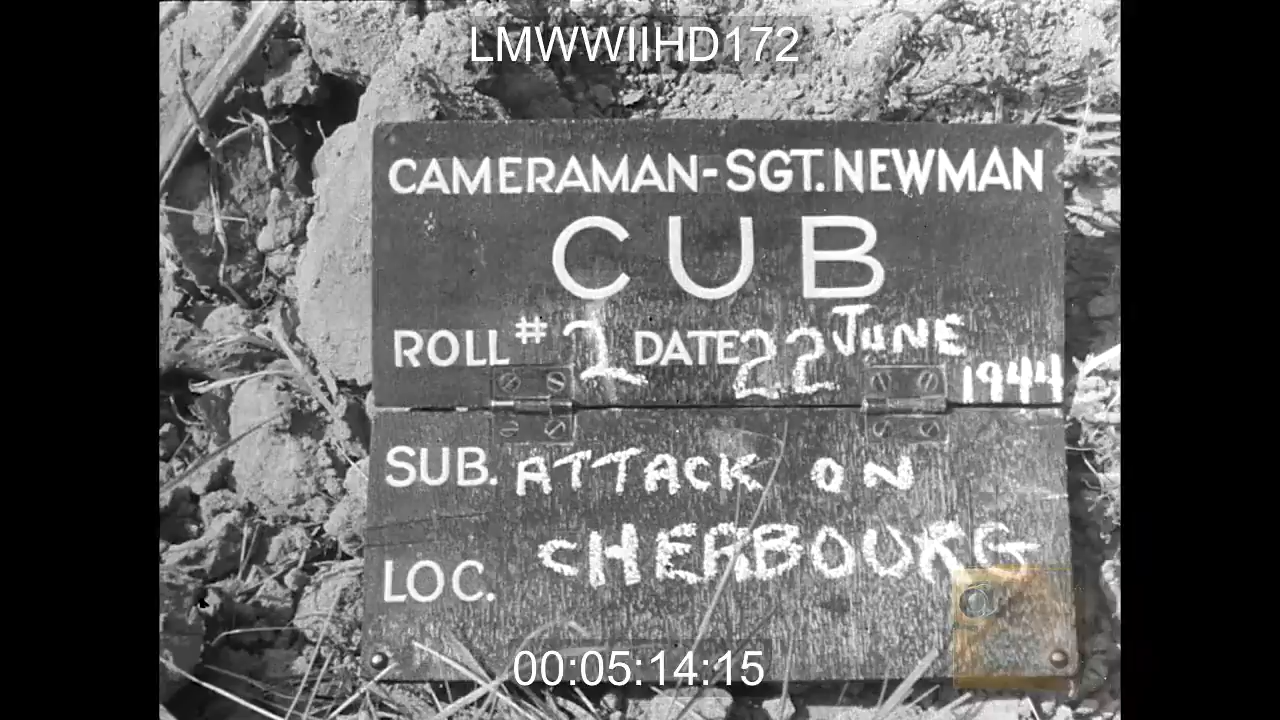 LMWWIIHD172
CAMERAMAN-SGT.NEWMAN
CUB
ROLL # 2 DATE 22 JUNE
1944
SUB. ATTACK ON
CHERBOURG
LOC.
00:05:14:15